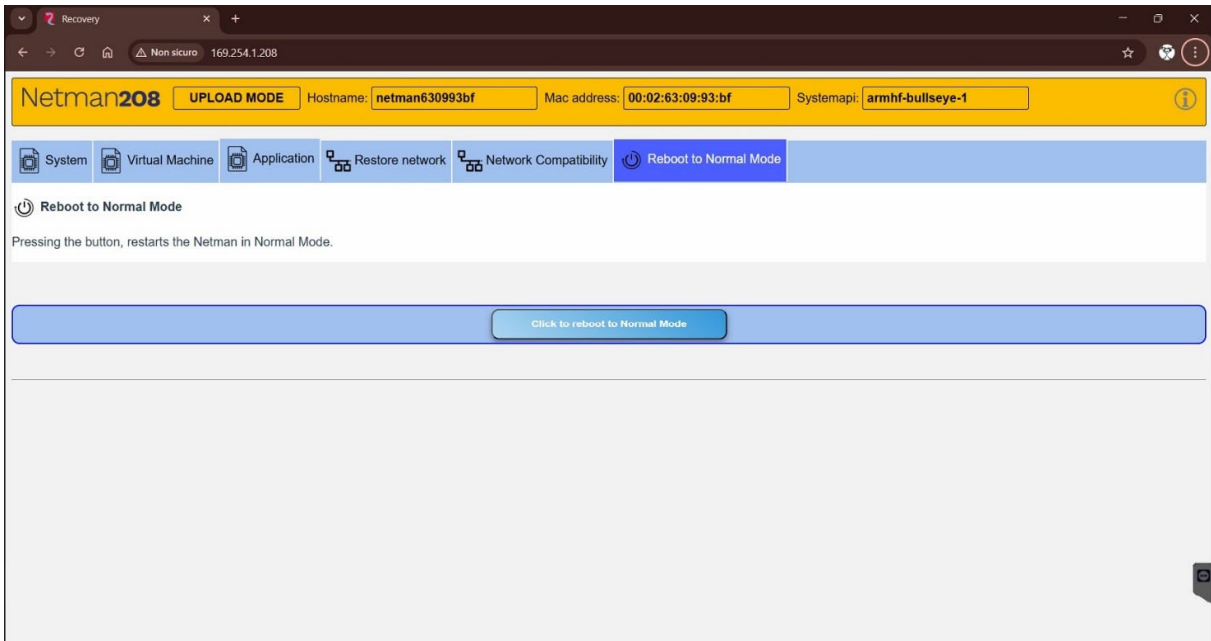 Recovery
Non sicuro 169.254.1.208
Netman208 UPLOAD MODE Hostname: netman630993bf Mac address: 00:02:63:09:93:bf Systemapi: armhf-bullseye-1
System Virtual Machine Application Restore network Network Compatibility Reboot to Normal Mode
Reboot to Normal Mode
Pressing the button, restarts the Netman in Normal Mode.
Click to reboot to Normal Mode